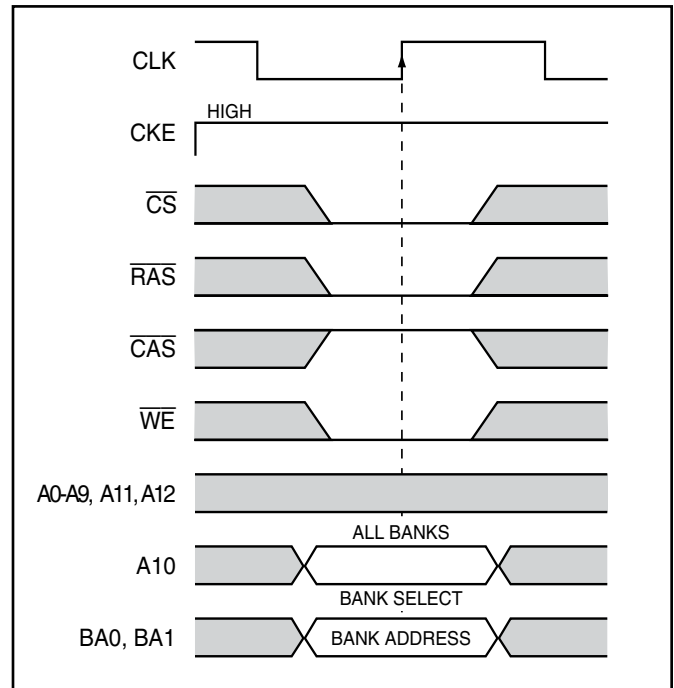 CLK
HIGH
CKE
CS
RAS
CAS
WE
A0-A9, A11, A12
ALL BANKS
A10
BANK SELECT
BA0, BA1
BANK ADDRESS